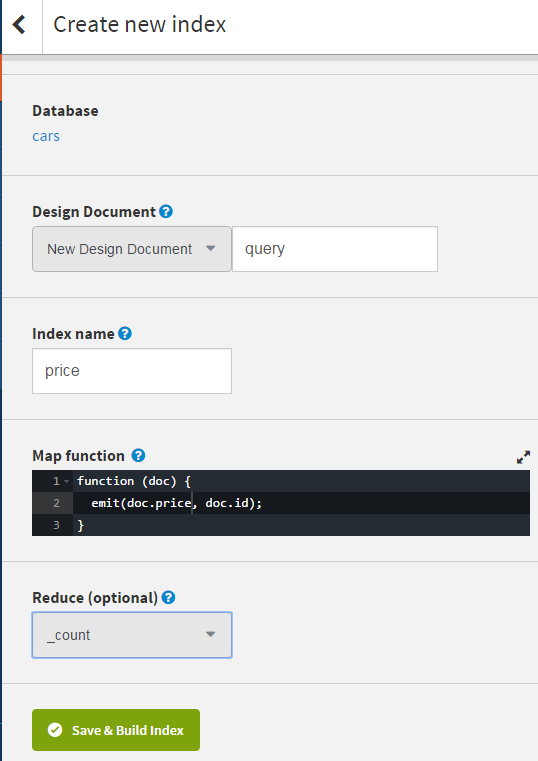 Create new index
Database
cars
Design Document
New Design Document query
Index name
price
Map function
1 function (doc) {
2 emit(doc.price, doc.id);
3 }
Reduce (optional)
_count
Save & Build Index